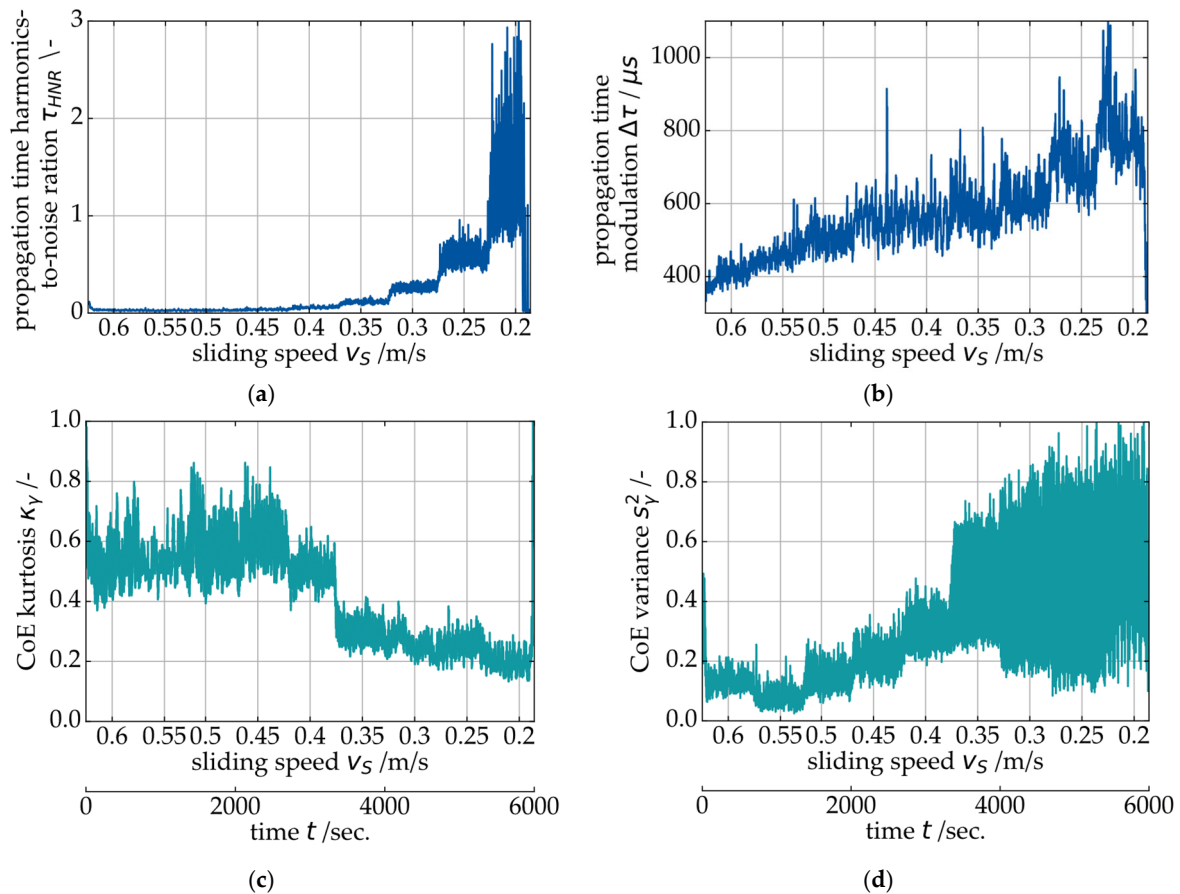 propagation time harmonics-
to-noise ration τHNR \ -
3
2
1
0
0.6 0.55 0.5 0.45 0.4 0.35 0.3 0.25 0.2
sliding speed vS /m/s
(a)
propagation time
modulation Δτ / μs
1000
800
600
400
0.6 0.55 0.5 0.45 0.4 0.35 0.3 0.25 0.2
sliding speed vS /m/s
(b)
CoE kurtosis κγ /-
1.0
0.8
0.6
0.4
0.2
0.0
0.6 0.55 0.5 0.45 0.4 0.35 0.3 0.25 0.2
sliding speed vS /m/s
0 2000 4000 6000
time t /sec.
(c)
CoE variance s²γ /-
1.0
0.8
0.6
0.4
0.2
0.0
0.6 0.55 0.5 0.45 0.4 0.35 0.3 0.25 0.2
sliding speed vS /m/s
0 2000 4000 6000
time t /sec.
(d)